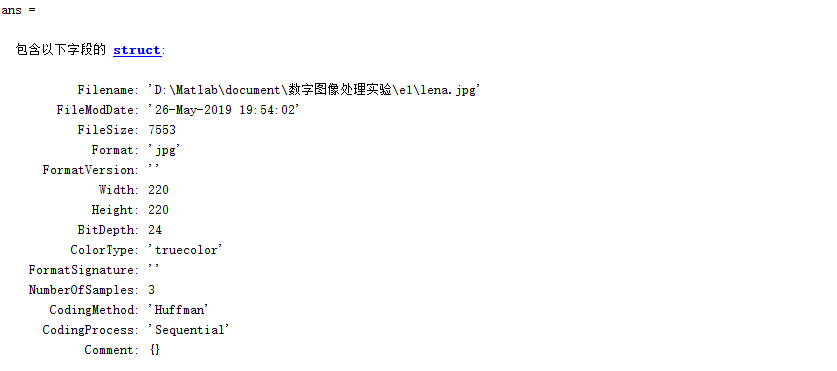 ans =
包含以下字段的 struct:
Filename: 'D:\Matlab\document\数字图像处理实验\e1\lena.jpg'
FileModDate: '26-May-2019 19:54:02'
FileSize: 7553
Format: 'jpg'
FormatVersion: ''
Width: 220
Height: 220
BitDepth: 24
ColorType: 'truecolor'
FormatSignature: ''
NumberOfSamples: 3
CodingMethod: 'Huffman'
CodingProcess: 'Sequential'
Comment: {}